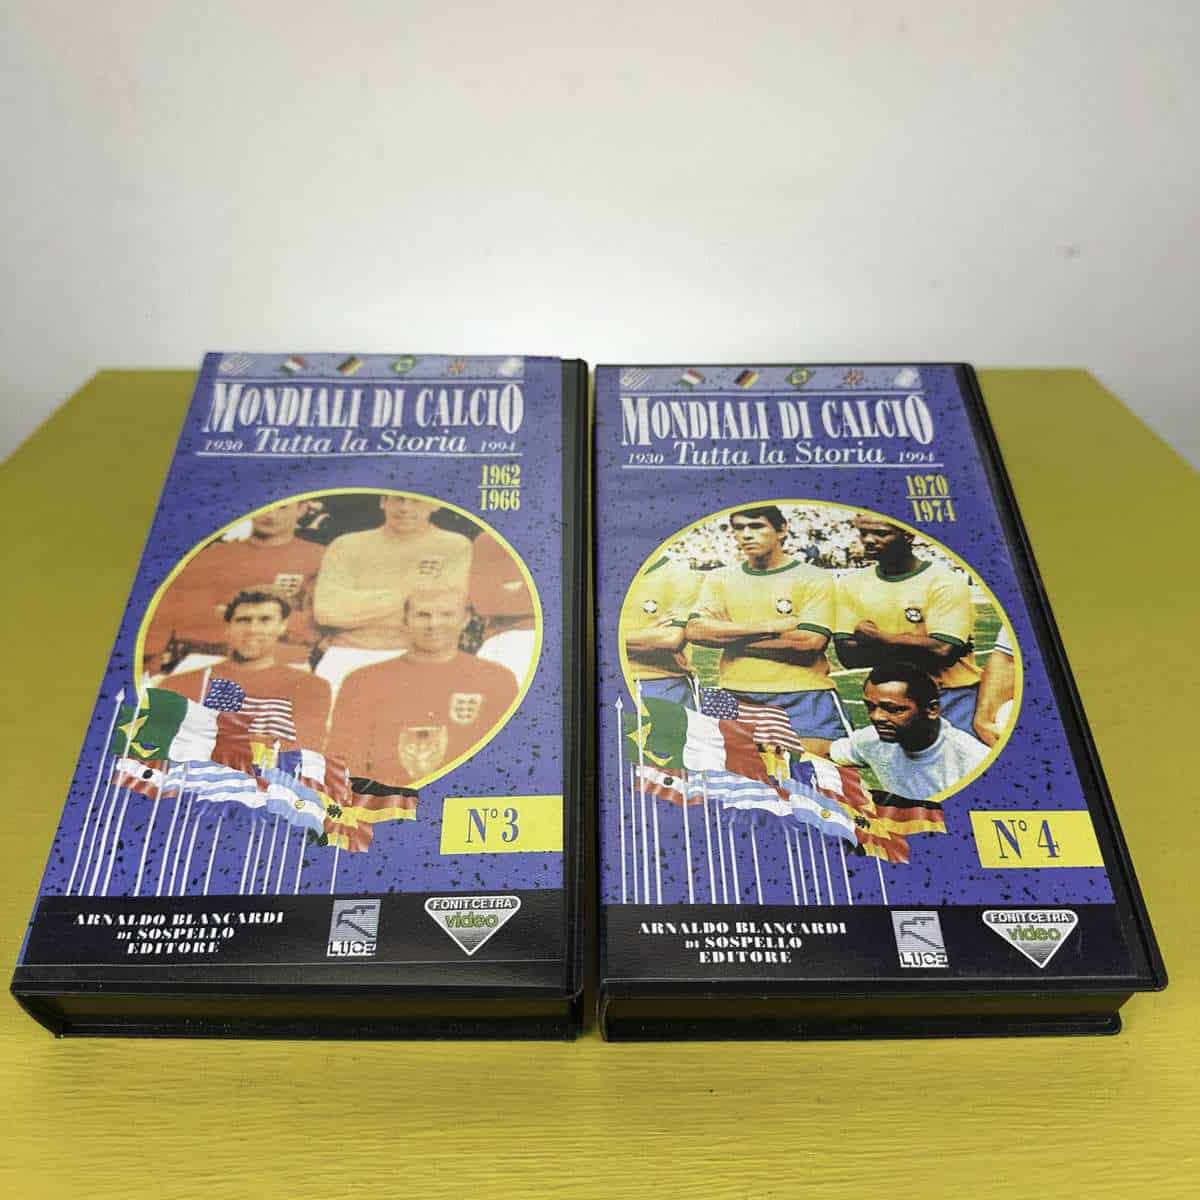 MONDIALI DI CALCIO
1930 Tutta la Storia 1994
1962
1966
N° 3
ARNALDO BLANCARDI
DI SOSPELLO
EDITORE
LUCE
FONIT CETRA
video
MONDIALI DI CALCIO
1930 Tutta la Storia 1994
1970
1974
N° 4
ARNALDO BLANCARDI
DI SOSPELLO
EDITORE
LUCE
FONIT CETRA
video